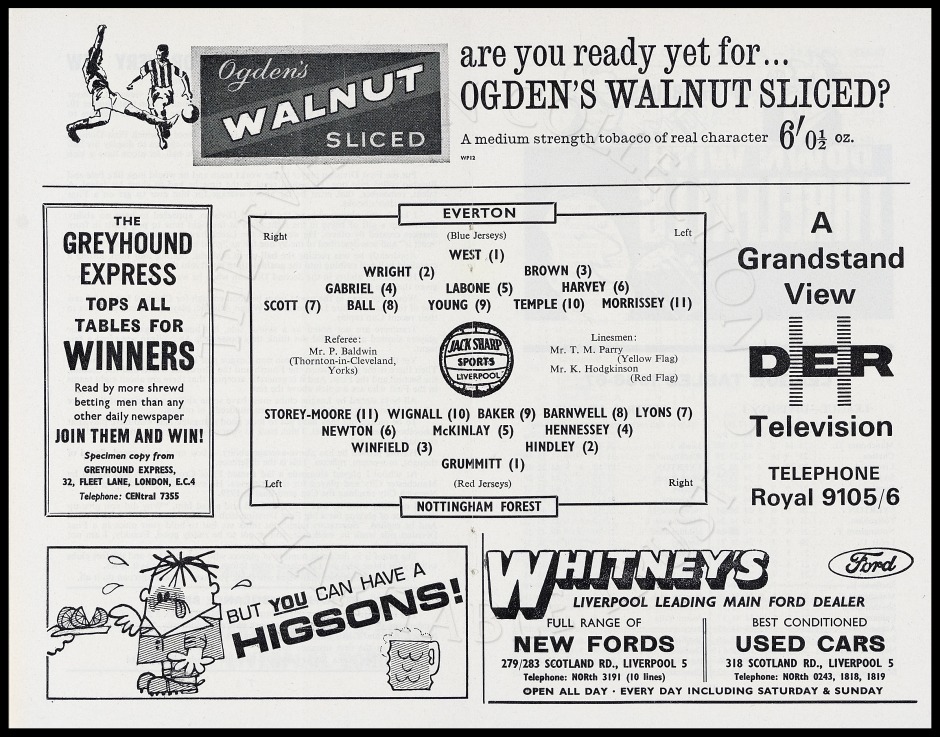 Ogden's
WALNUT
SLICED
are you ready yet for...
OGDEN'S WALNUT SLICED?
A medium strength tobacco of real character 6'0½ oz.
WP12
THE
GREYHOUND
EXPRESS
TOPS ALL
TABLES FOR
WINNERS
Read by more shrewd
betting men than any
other daily newspaper
JOIN THEM AND WIN!
Specimen copy from
GREYHOUND EXPRESS,
32, FLEET LANE, LONDON, E.C.4
Telephone: CENtral 7355
EVERTON
Right (Blue Jerseys) Left
WEST (1)
WRIGHT (2) BROWN (3)
GABRIEL (4) LABONE (5) HARVEY (6)
SCOTT (7) BALL (8) YOUNG (9) TEMPLE (10) MORRISSEY (11)
Referee:
Mr. P. Baldwin
(Thornton-in-Cleveland,
Yorks)
JACK SHARP
SPORTS
LIVERPOOL
Linesmen:
Mr. T. M. Parry
(Yellow Flag)
Mr. K. Hodgkinson
(Red Flag)
STOREY-MOORE (11) WIGNALL (10) BAKER (9) BARNWELL (8) LYONS (7)
NEWTON (6) McKINLAY (5) HENNESSEY (4)
WINFIELD (3) HINDLEY (2)
GRUMMITT (1)
Left (Red Jerseys) Right
NOTTINGHAM FOREST
A
Grandstand
View
DER
Television
TELEPHONE
Royal 9105/6
BUT YOU CAN HAVE A
HIGSONS!
WHITNEY'S
Ford
LIVERPOOL LEADING MAIN FORD DEALER
FULL RANGE OF
NEW FORDS
279/283 SCOTLAND RD., LIVERPOOL 5
Telephone: NORth 3191 (10 lines)
BEST CONDITIONED
USED CARS
318 SCOTLAND RD., LIVERPOOL 5
Telephone: NORth 0243, 1818, 1819
OPEN ALL DAY · EVERY DAY INCLUDING SATURDAY & SUNDAY